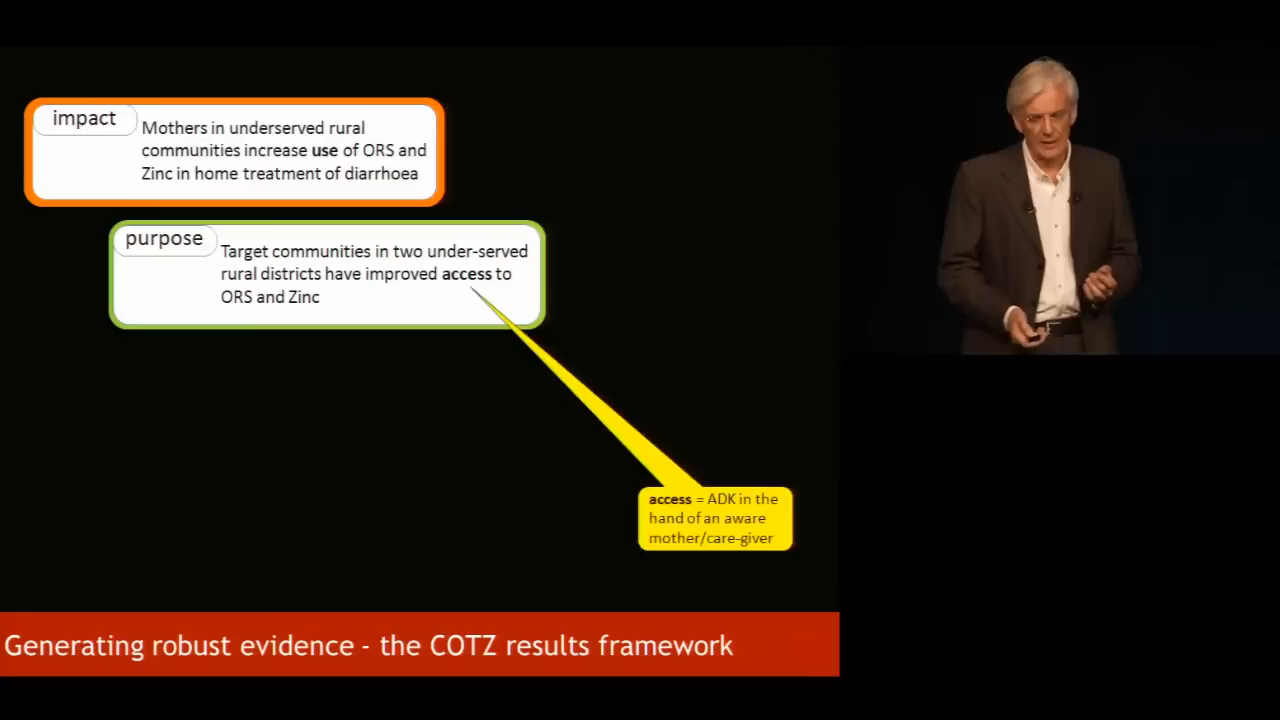 impact
Mothers in underserved rural
communities increase use of ORS and
Zinc in home treatment of diarrhoea
purpose
Target communities in two under-served
rural districts have improved access to
ORS and Zinc
access = ADK in the
hand of an aware
mother/care-giver
Generating robust evidence - the COTZ results framework